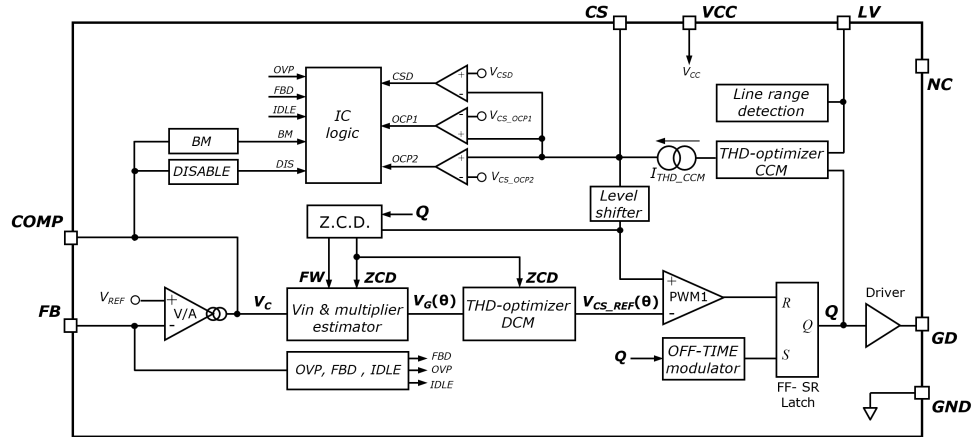 CS
VCC
LV
NC
V_CC
OVP
FBD
IDLE
BM
DIS
IC
logic
CSD
OCP1
OCP2
+
-
V_CSD
-
+
V_CS_OCP1
+
-
V_CS_OCP2
BM
DISABLE
Line range
detection
THD-optimizer
CCM
I_THD_CCM
Level
shifter
COMP
Z.C.D.
Q
FW
ZCD
ZCD
V_REF
+
-
V/A
V_C
FB
Vin & multiplier
estimator
V_G(θ)
THD-optimizer
DCM
V_CS_REF(θ)
+
-
PWM1
R
Q
S
FF- SR
Latch
Q
Driver
GD
OVP, FBD , IDLE
FBD
OVP
IDLE
Q
OFF-TIME
modulator
GND